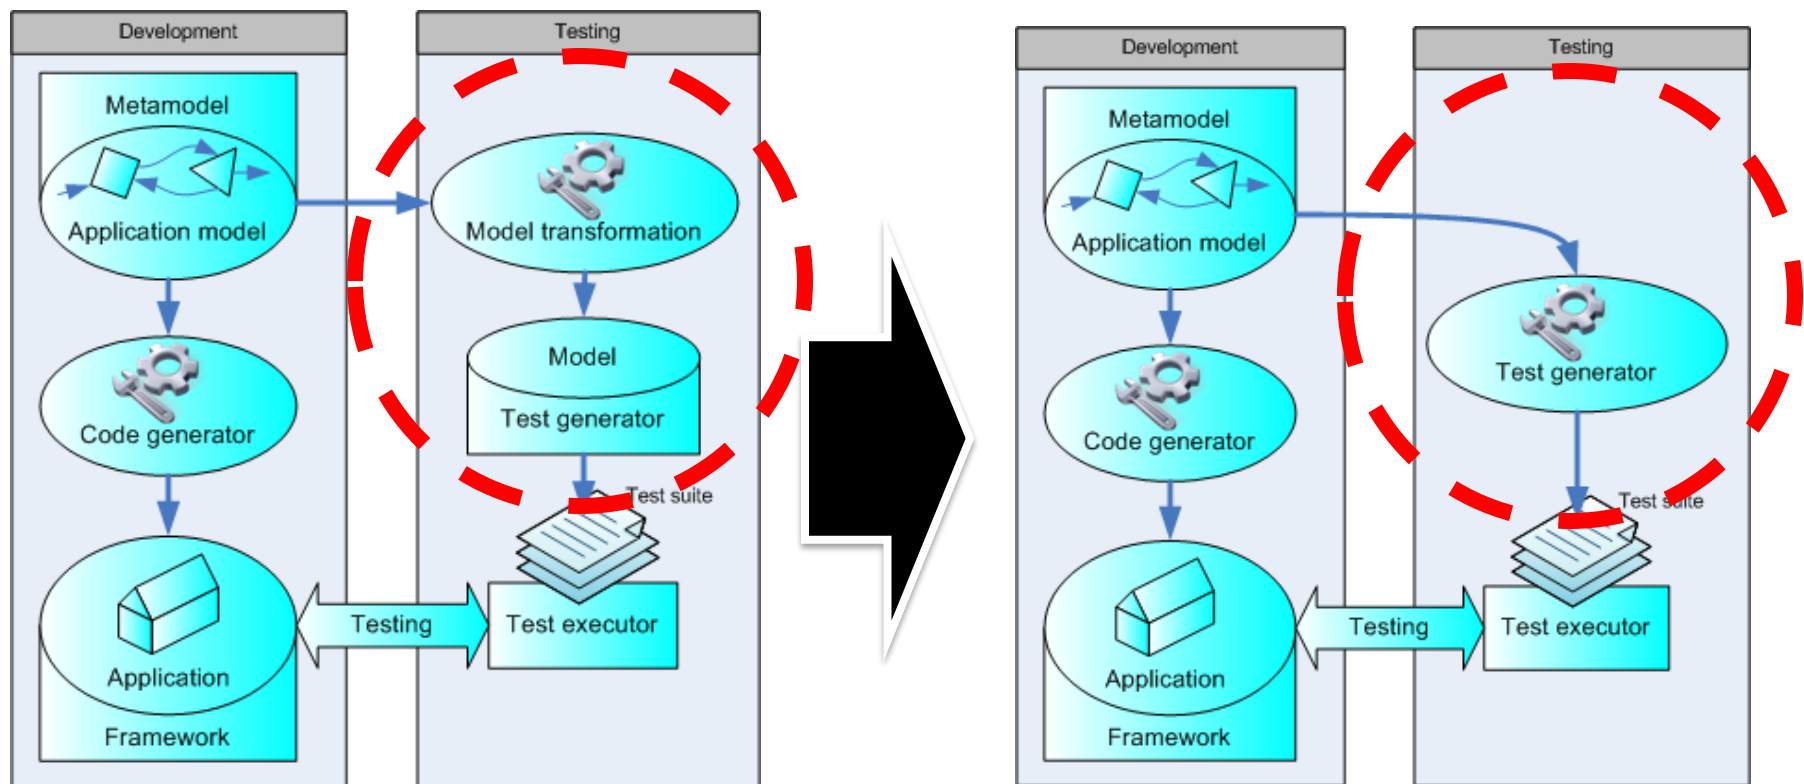 Development
Testing
Metamodel
Application model
Model transformation
Model
Test generator
Code generator
Test suite
Testing
Test executor
Application
Framework
Development
Testing
Metamodel
Application model
Test generator
Code generator
Test suite
Testing
Test executor
Application
Framework